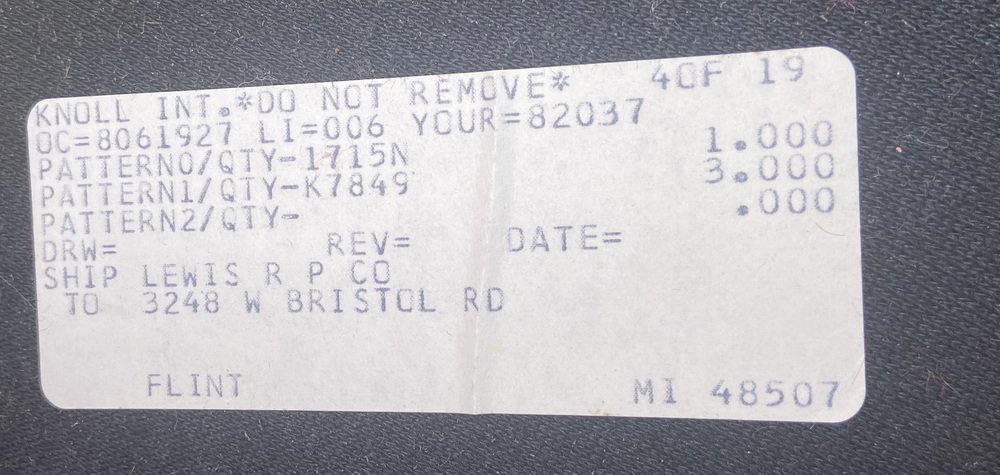 KNOLL INT.*DO NOT REMOVE* 4OF 19
OC=8061927 LI=006 YOUR=82037
PATTERN0/QTY-1715N 1.000
PATTERN1/QTY-K7849 3.000
PATTERN2/QTY- .000
DRW= REV= DATE=
SHIP LEWIS R P CO
TO 3248 W BRISTOL RD
FLINT MI 48507